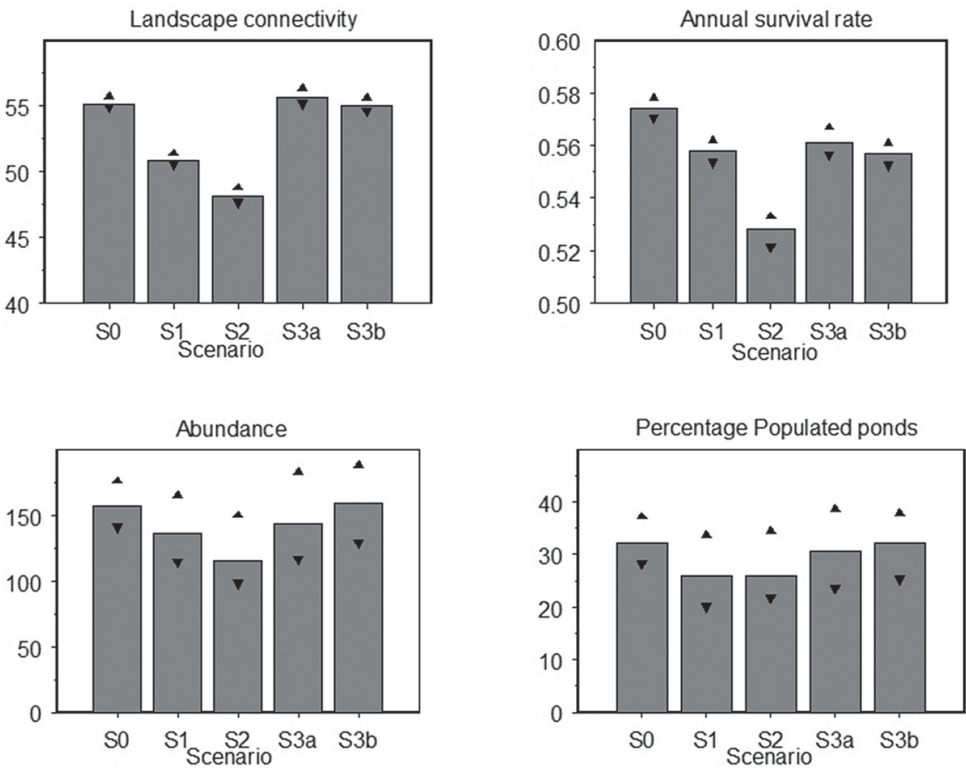 Landscape connectivity
55
50
45
40
S0 S1 S2 S3a S3b
Scenario
Annual survival rate
0.60
0.58
0.56
0.54
0.52
0.50
S0 S1 S2 S3a S3b
Scenario
Abundance
150
100
50
0
S0 S1 S2 S3a S3b
Scenario
Percentage Populated ponds
40
30
20
10
0
S0 S1 S2 S3a S3b
Scenario